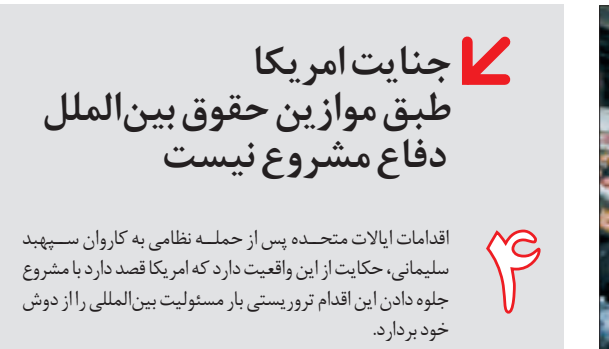 جنایت امریکا
طبق موازین حقوق بین‌الملل
دفاع مشروع نیست
۴
اقدامات ایالات متحده پس از حمله نظامی به کاروان سپهبد
سلیمانی، حکایت از این واقعیت دارد که امریکا قصد دارد با مشروع
جلوه دادن این اقدام تروریستی بار مسئولیت بین‌المللی را از دوش
خود بردارد.